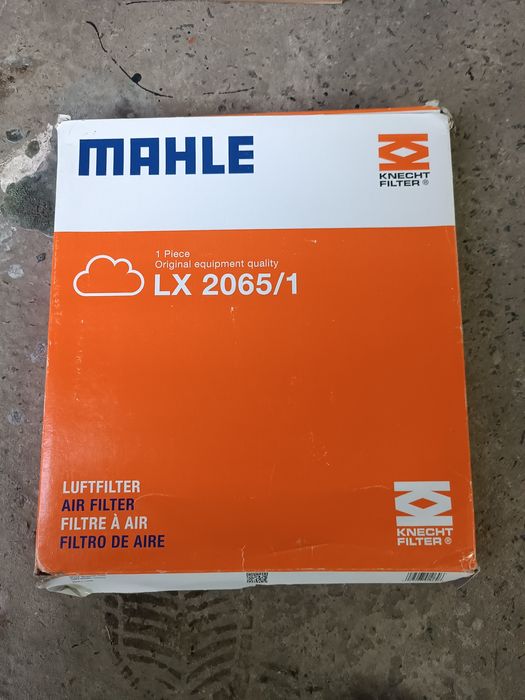 MAHLE
KNECHT
FILTER ®
1 Piece
Original equipment quality
LX 2065/1
LUFTFILTER
AIR FILTER
FILTRE À AIR
FILTRO DE AIRE
KNECHT
FILTER ®